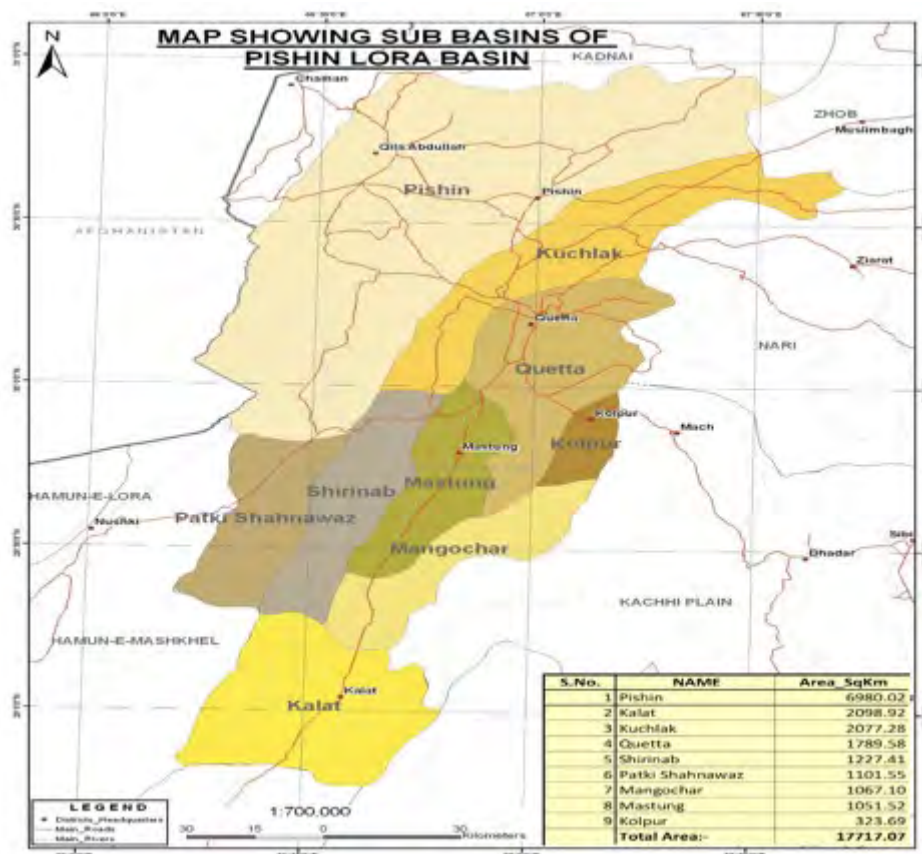 MAP SHOWING SUB BASINS OF
PISHIN LORA BASIN
N
KADNAI
Chaman
ZHOB
Muslimbagh
Qila Abdullah
Pishin
Pishin
AFGHANISTAN
Kuchlak
Ziarat
Quetta
NARI
Quetta
Kolpur
Mach
Kolpur
Mastung
Mastung
Shirinab
HAMUN-E-LORA
Patki Shahnawaz
Nushki
Mangochar
Dhadar
KACHHI PLAIN
HAMUN-E-MASHKHEL
Kalat
Kalat
S.No. NAME Area_SqKm
1 Pishin 6980.02
2 Kalat 2098.92
3 Kuchlak 2077.28
4 Quetta 1789.58
5 Shirinab 1227.41
6 Patki Shahnawaz 1101.55
7 Mangochar 1067.10
8 Mastung 1051.52
9 Kolpur 323.69
Total Area:- 17717.07
LEGEND
Districts_Headquarters
Main_Roads
Main_Rivers
1:700,000
30 15 0 30
Kilometers